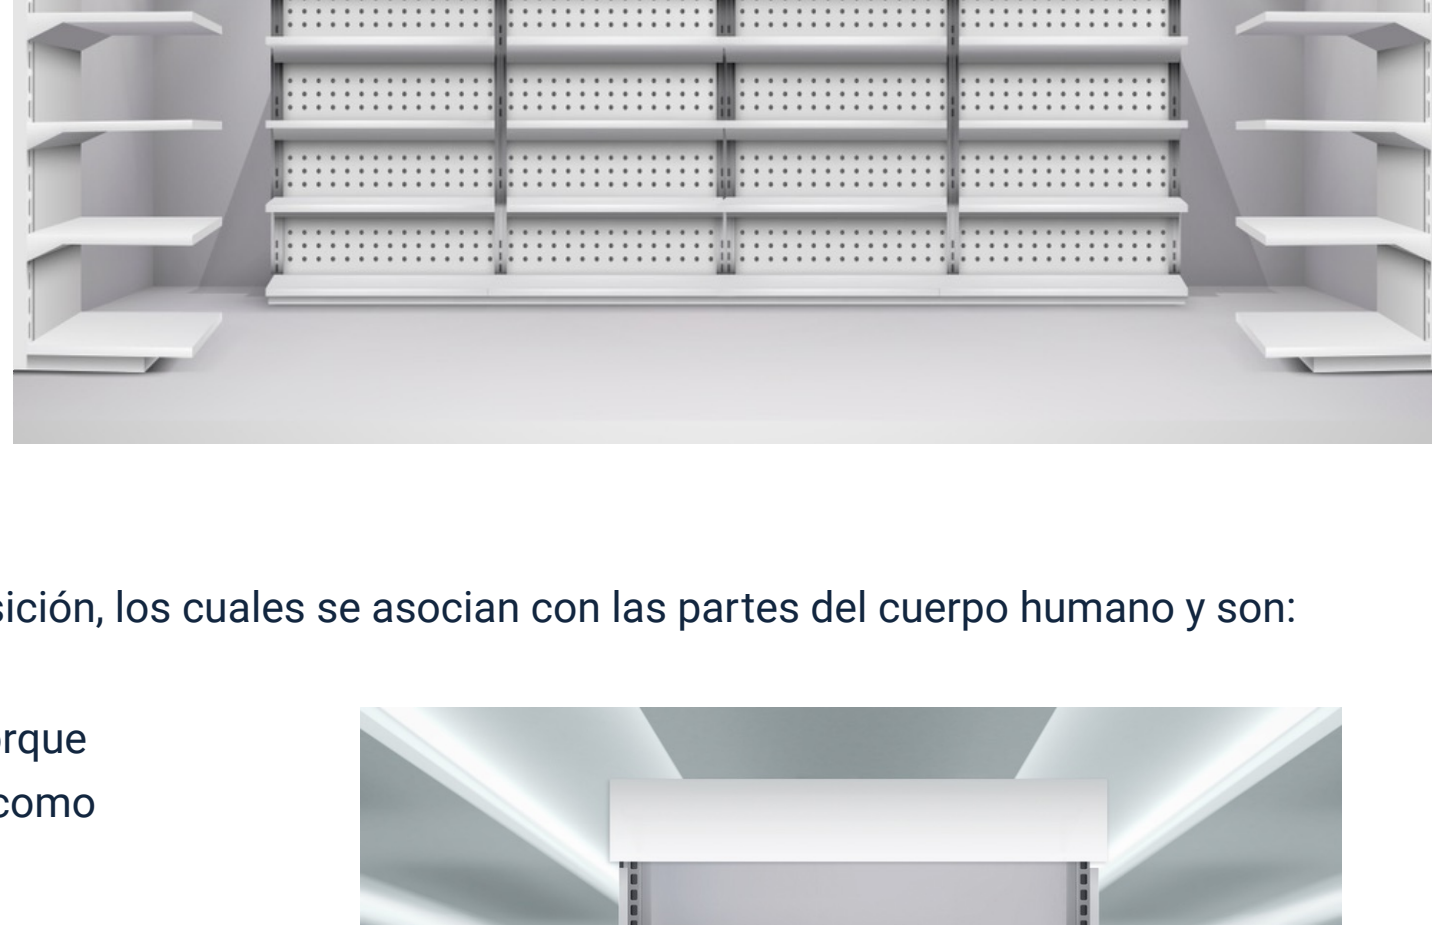 sición, los cuales se asocian con las partes del cuerpo humano y son:
rque
como